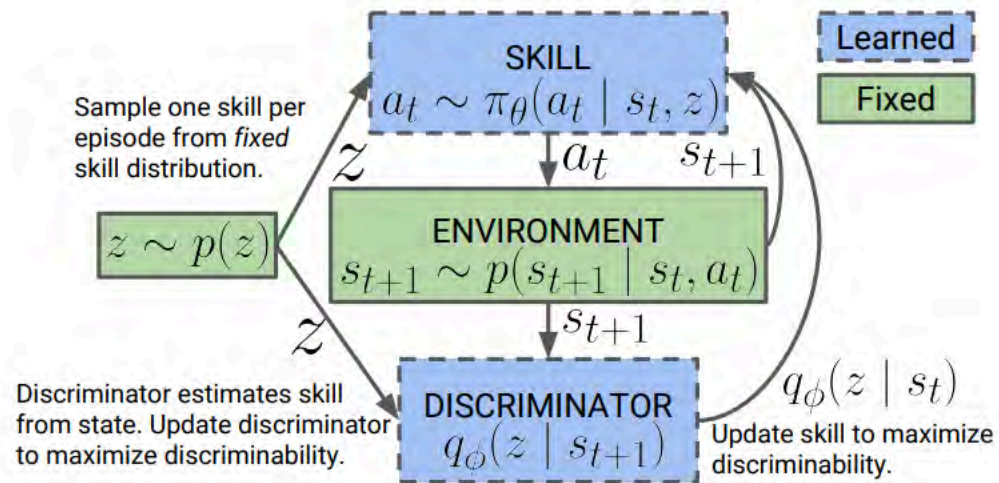 SKILL
a_t ∼ π_θ(a_t | s_t, z)
Learned
Fixed
Sample one skill per
episode from fixed
skill distribution.
z
a_t
s_{t+1}
z ∼ p(z)
ENVIRONMENT
s_{t+1} ∼ p(s_{t+1} | s_t, a_t)
z
s_{t+1}
Discriminator estimates skill
from state. Update discriminator
to maximize discriminability.
DISCRIMINATOR
q_ϕ(z | s_{t+1})
q_ϕ(z | s_t)
Update skill to maximize
discriminability.